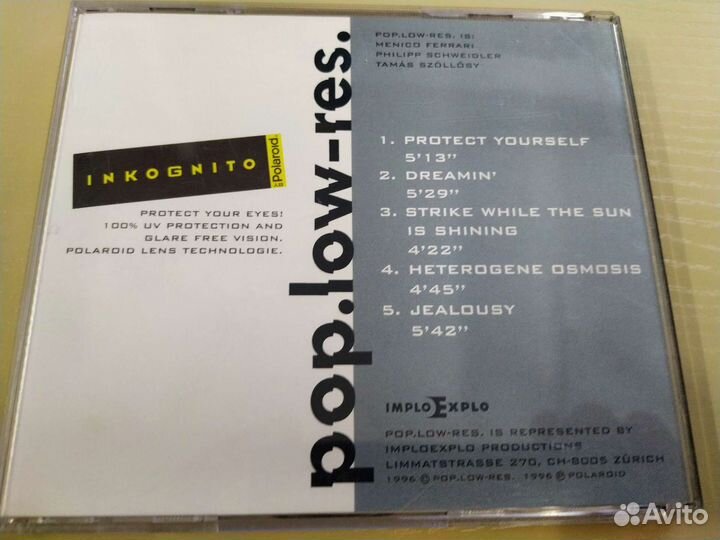 INKOGNITO
BY Polaroid
PROTECT YOUR EYES!
100% UV PROTECTION AND
GLARE FREE VISION.
POLAROID LENS TECHNOLOGIE.
pop.low-res.
POP.LOW-RES. IS:
MENICO FERRARI
PHILIPP SCHWEIDLER
TAMÁS SZÖLLŐSY
1. PROTECT YOURSELF
5'13"
2. DREAMIN'
5'29"
3. STRIKE WHILE THE SUN
IS SHINING
4'22"
4. HETEROGENE OSMOSIS
4'45"
5. JEALOUSY
5'42"
IMPLOEXPLO
POP.LOW-RES. IS REPRESENTED BY
IMPLOEXPLO PRODUCTIONS
LIMMATSTRASSE 270, CH-8005 ZÜRICH
1996 © POP.LOW-RES. 1996 ℗ POLAROID
Avito